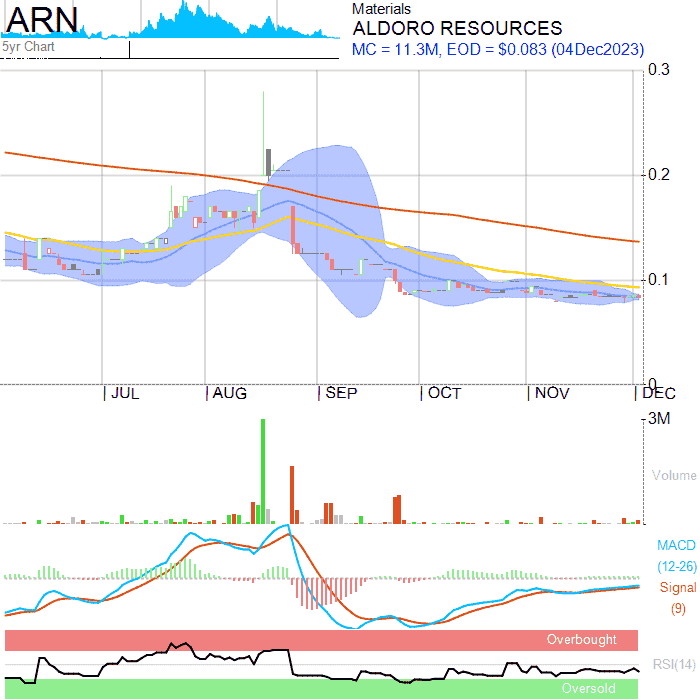 ARN
5yr Chart
Materials
ALDORO RESOURCES
MC = 11.3M, EOD = $0.083 (04Dec2023)
0.3
0.2
0.1
0
JUL AUG SEP OCT NOV DEC
3M
Volume
MACD
(12-26)
Signal
(9)
Overbought
RSI(14)
Oversold